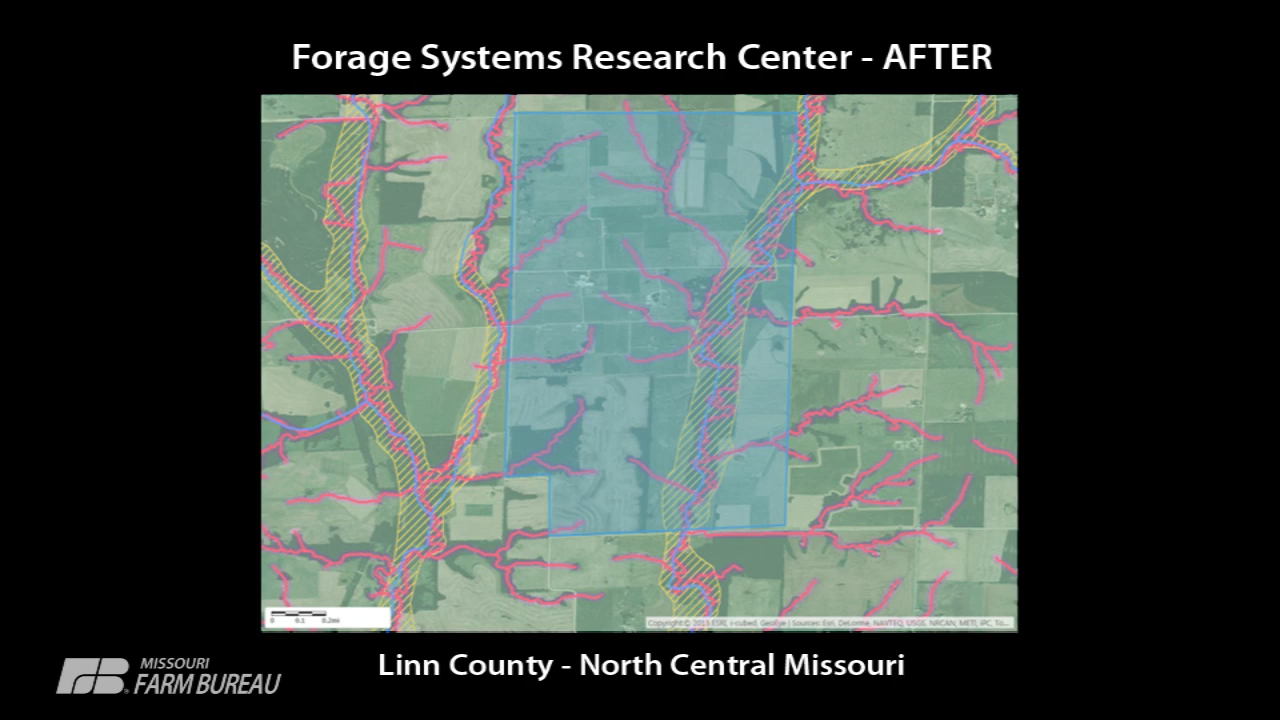 Forage Systems Research Center - AFTER
0 0.1 0.2mi
Copyright:© 2013 ESRI, i-cubed, GeoEye | Sources: Esri, DeLorme, NAVTEQ, USGS, NRCAN, METI, iPC, To...
Linn County - North Central Missouri
MISSOURI
FARM BUREAU